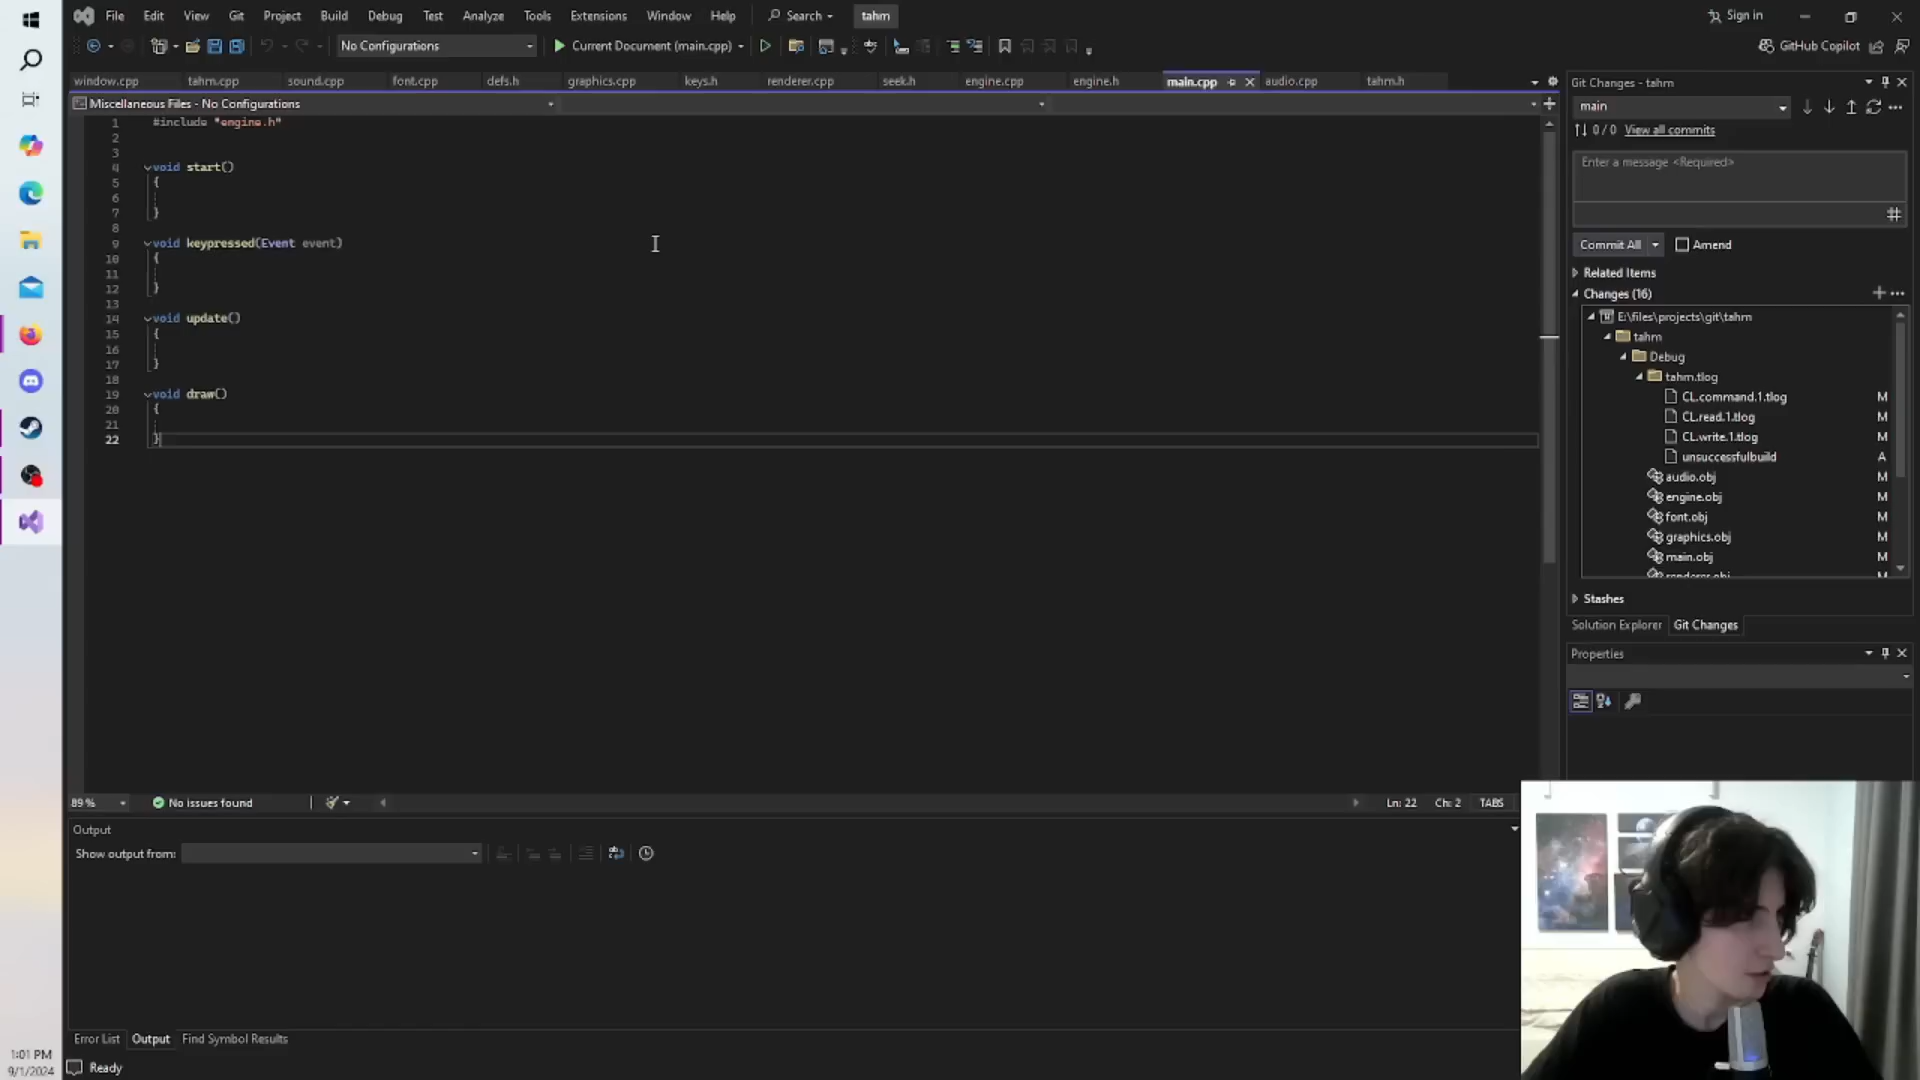 File Edit View Git Project Build Debug Test Analyze Tools Extensions Window Help Search tahm Sign in
No Configurations Current Document (main.cpp) GitHub Copilot
window.cpp tahm.cpp sound.cpp font.cpp defs.h graphics.cpp keys.h renderer.cpp seek.h engine.cpp engine.h main.cpp audio.cpp tahm.h
Miscellaneous Files - No Configurations
1 #include "engine.h"
2
3
4 void start()
5 {
6
7 }
8
9 void keypressed(Event event)
10 {
11
12 }
13
14 void update()
15 {
16
17 }
18
19 void draw()
20 {
21
22 }
89 % No issues found Ln: 22 Ch: 2 TABS
Output
Show output from:
Error List Output Find Symbol Results
Ready
1:01 PM
9/1/2024
Git Changes - tahm
main
0 / 0 View all commits
Enter a message <Required>
Commit All Amend
Related Items
Changes (16)
E:\files\projects\git\tahm
tahm
Debug
tahm.tlog
CL.command.1.tlog M
CL.read.1.tlog M
CL.write.1.tlog M
unsuccessfulbuild A
audio.obj M
engine.obj M
font.obj M
graphics.obj M
main.obj M
renderer.obj M
Stashes
Solution Explorer Git Changes
Properties